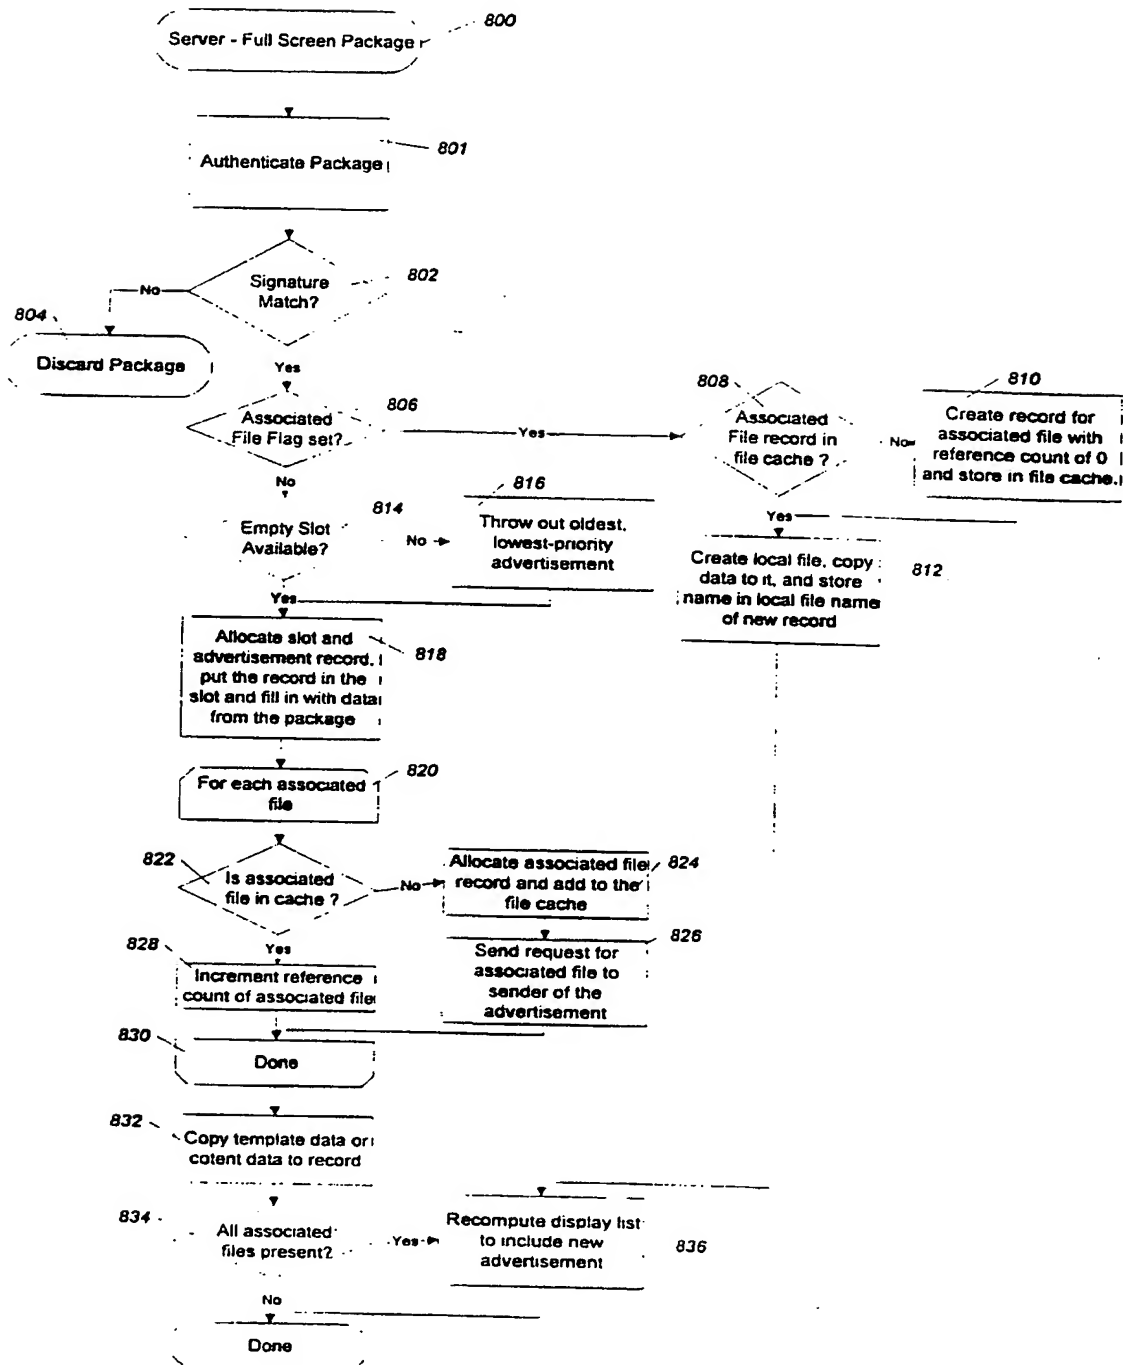 800
Server - Full Screen Package
801
Authenticate Package
802
Signature
Match?
No
804
Discard Package
Yes
806
Associated
File Flag set?
Yes
808
Associated
File record in
file cache ?
No
810
Create record for
associated file with
reference count of 0
and store in file cache.
Yes
812
Create local file, copy
data to it, and store
name in local file name
of new record
No
814
Empty Slot
Available?
No
816
Throw out oldest,
lowest-priority
advertisement
Yes
818
Allocate slot and
advertisement record,
put the record in the
slot and fill in with data
from the package
820
For each associated
file
822
Is associated
file in cache ?
No
824
Allocate associated file
record and add to the
file cache
826
Send request for
associated file to
sender of the
advertisement
Yes
828
Increment reference
count of associated file
830
Done
832
Copy template data or
cotent data to record
834
All associated
files present?
Yes
836
Recompute display list
to include new
advertisement
No
Done